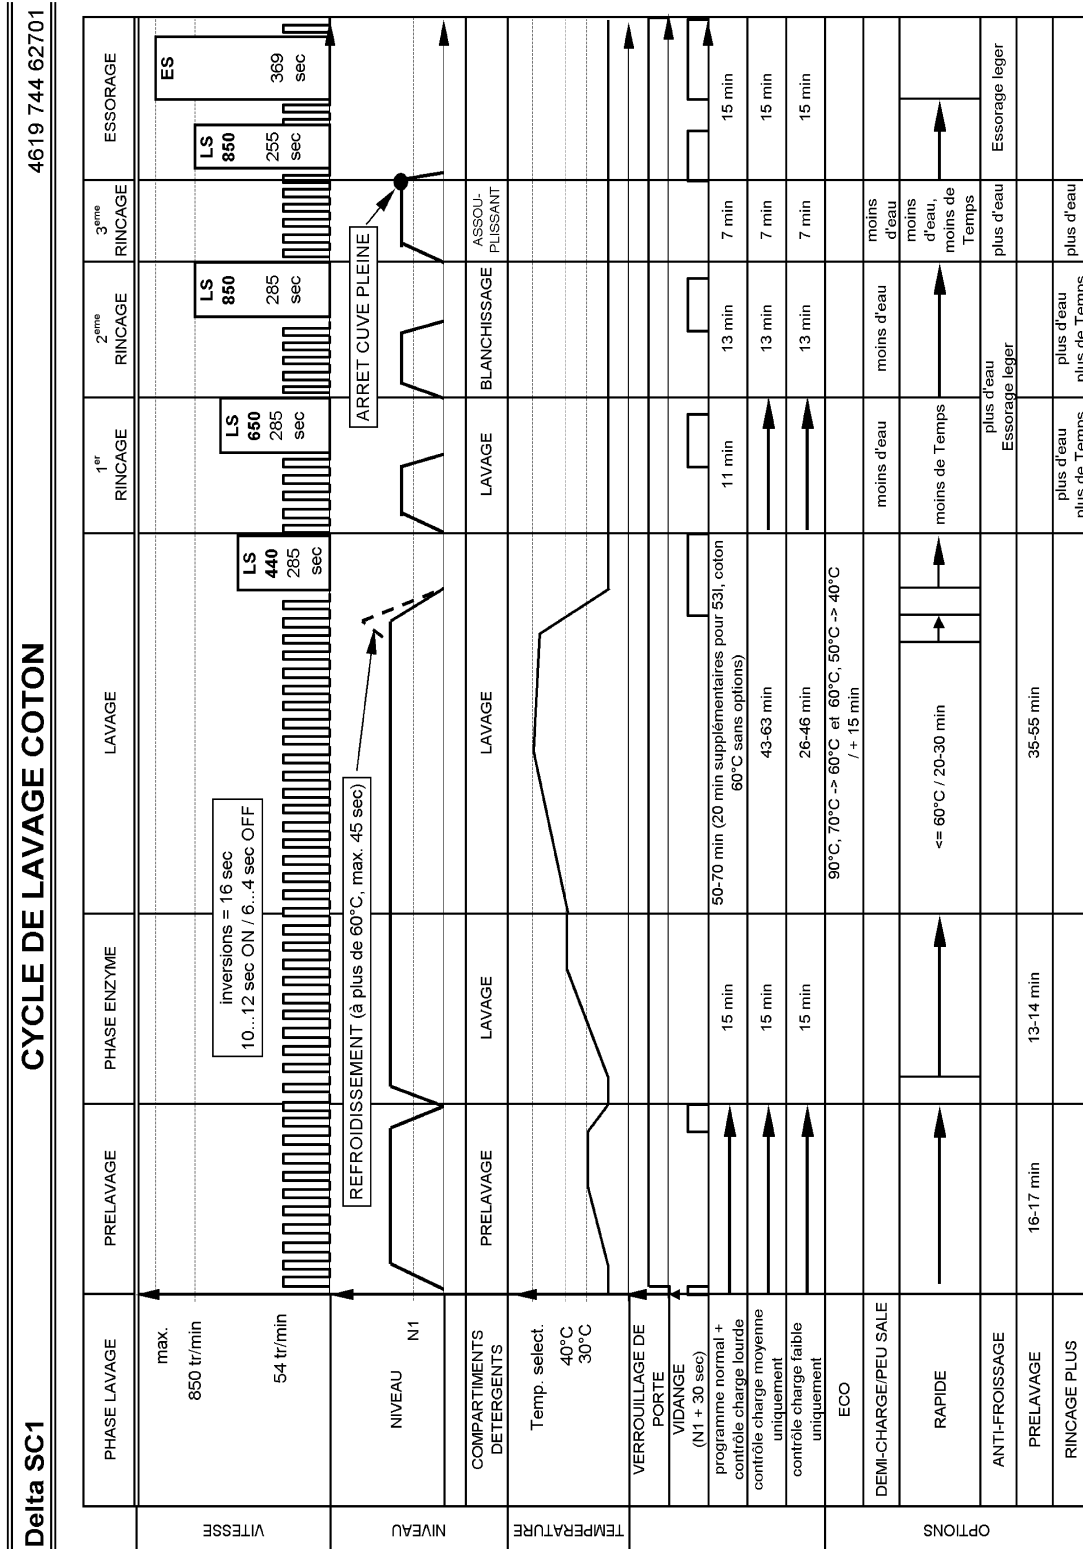 Delta SC1
CYCLE DE LAVAGE COTON
4619 744 62701
PHASE LAVAGE
PRELAVAGE
PHASE ENZYME
LAVAGE
1er
RINCAGE
2eme
RINCAGE
3eme
RINCAGE
ESSORAGE
VITESSE
max.
850 tr/min
54 tr/min
inversions = 16 sec
10...12 sec ON / 6...4 sec OFF
LS
440
285
sec
LS
650
285
sec
LS
850
285
sec
LS
850
255
sec
ES
369
sec
NIVEAU
NIVEAU
N1
REFROIDISSEMENT (à plus de 60°C, max. 45 sec)
ARRET CUVE PLEINE
COMPARTIMENTS
DETERGENTS
PRELAVAGE
LAVAGE
LAVAGE
LAVAGE
BLANCHISSAGE
ASSOU-
PLISSANT
TEMPERATURE
Temp. select.
40°C
30°C
VERROUILLAGE DE
PORTE
VIDANGE
(N1 + 30 sec)
programme normal +
contrôle charge lourde
15 min
50-70 min (20 min supplémentaires pour 53l, coton
60°C sans options)
11 min
13 min
7 min
15 min
contrôle charge moyenne
uniquement
15 min
43-63 min
13 min
7 min
15 min
contrôle charge faible
uniquement
15 min
26-46 min
13 min
7 min
15 min
OPTIONS
ECO
90°C, 70°C -> 60°C et 60°C, 50°C -> 40°C
/ + 15 min
DEMI-CHARGE/PEU SALE
moins d'eau
moins d'eau
moins
d'eau
RAPIDE
<= 60°C / 20-30 min
moins de Temps
moins
d'eau,
moins de
Temps
ANTI-FROISSAGE
plus d'eau
Essorage leger
plus d'eau
Essorage leger
PRELAVAGE
16-17 min
13-14 min
35-55 min
RINCAGE PLUS
plus d'eau
plus de Temps
plus d'eau
plus de Temps
plus d'eau